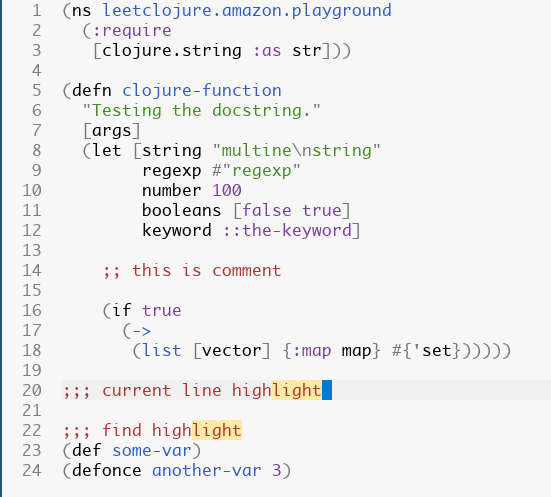 1 (ns leetclojure.amazon.playground
2   (:require
3    [clojure.string :as str]))
4
5 (defn clojure-function
6   "Testing the docstring."
7   [args]
8   (let [string "multine\nstring"
9         regexp #"regexp"
10         number 100
11         booleans [false true]
12         keyword ::the-keyword]
13
14     ;; this is comment
15
16     (if true
17       (->
18        (list [vector] {:map map} #{'set})))))
19
20 ;;; current line highlight
21
22 ;;; find highlight
23 (def some-var)
24 (defonce another-var 3)